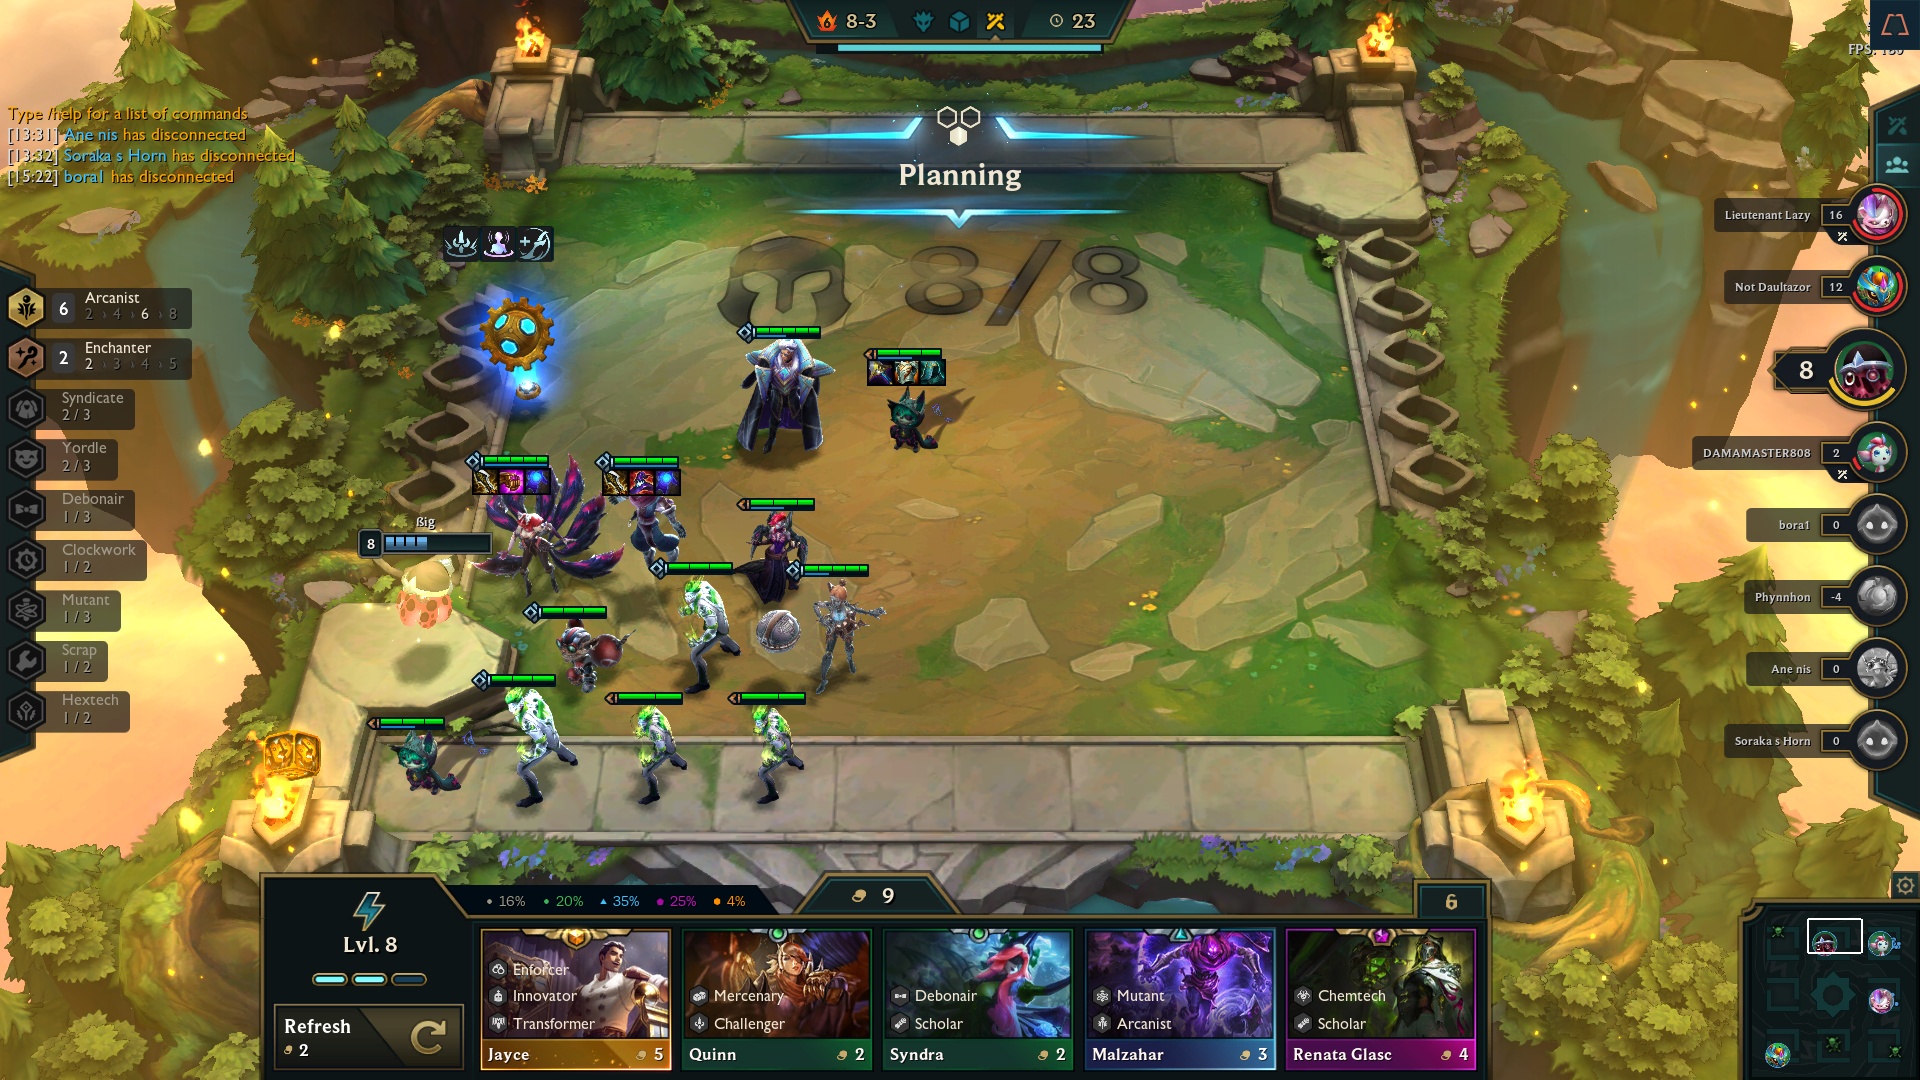 8-3
23
FPS:
Type /help for a list of commands
[13:31] Ane nis has disconnected
[13:32] Soraka s Horn has disconnected
[15:22] bora1 has disconnected
Planning
8/8
6
Arcanist
2 › 4 › 6 › 8
2
Enchanter
2 › 3 › 4 › 5
Syndicate
2 / 3
Yordle
2 / 3
Debonair
1 / 3
Clockwork
1 / 2
Mutant
1 / 3
Scrap
1 / 2
Hextech
1 / 2
Lieutenant Lazy 16
Not Daultazor 12
8
DAMAMASTER808 2
bora1 0
Phynnhon -4
Ane nis 0
Soraka s Horn 0
ßig
8
16% 20% 35% 25% 4%
9
6
Lvl. 8
Refresh
2
Enforcer
Innovator
Transformer
Jayce 5
Mercenary
Challenger
Quinn 2
Debonair
Scholar
Syndra 2
Mutant
Arcanist
Malzahar 3
Chemtech
Scholar
Renata Glasc 4